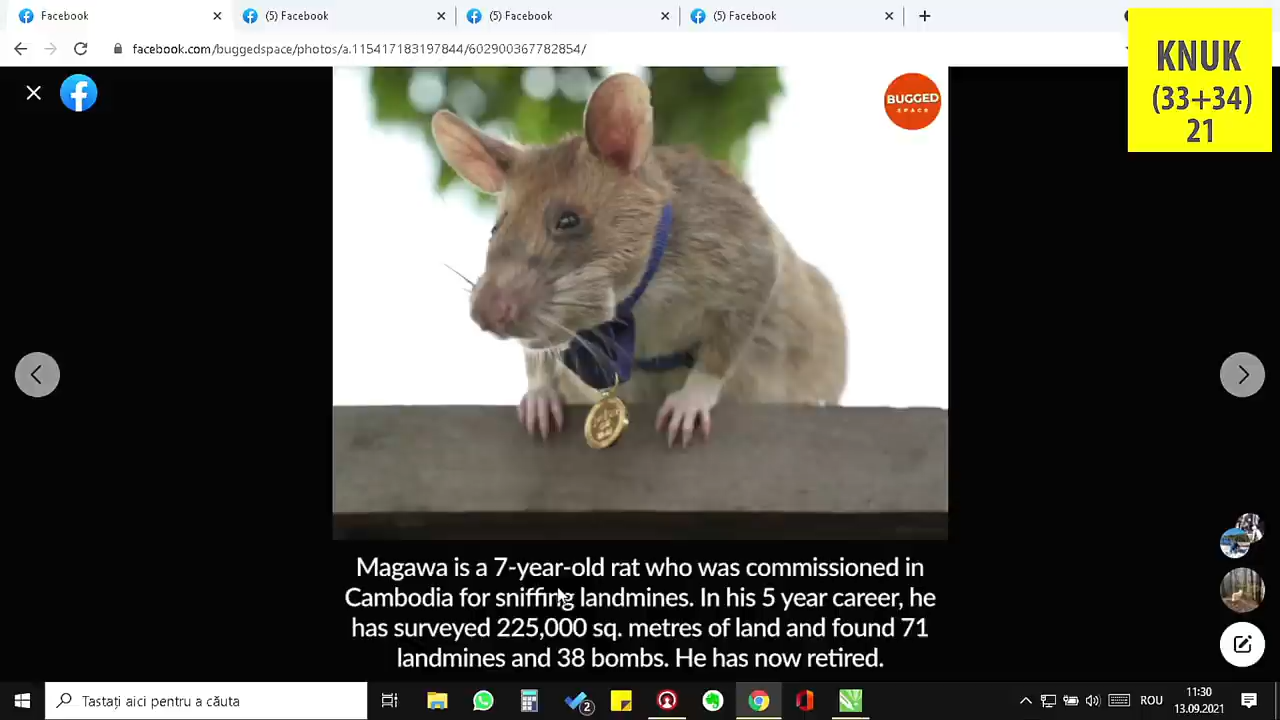 Facebook
(5) Facebook
(5) Facebook
(5) Facebook
facebook.com/buggedspace/photos/a.115417183197844/602900367782854/
KNUK
(33+34)
21
BUGGED
SPACE
Magawa is a 7-year-old rat who was commissioned in
Cambodia for sniffing landmines. In his 5 year career, he
has surveyed 225,000 sq. metres of land and found 71
landmines and 38 bombs. He has now retired.
Tastați aici pentru a căuta
2
ROU
11:30
13.09.2021